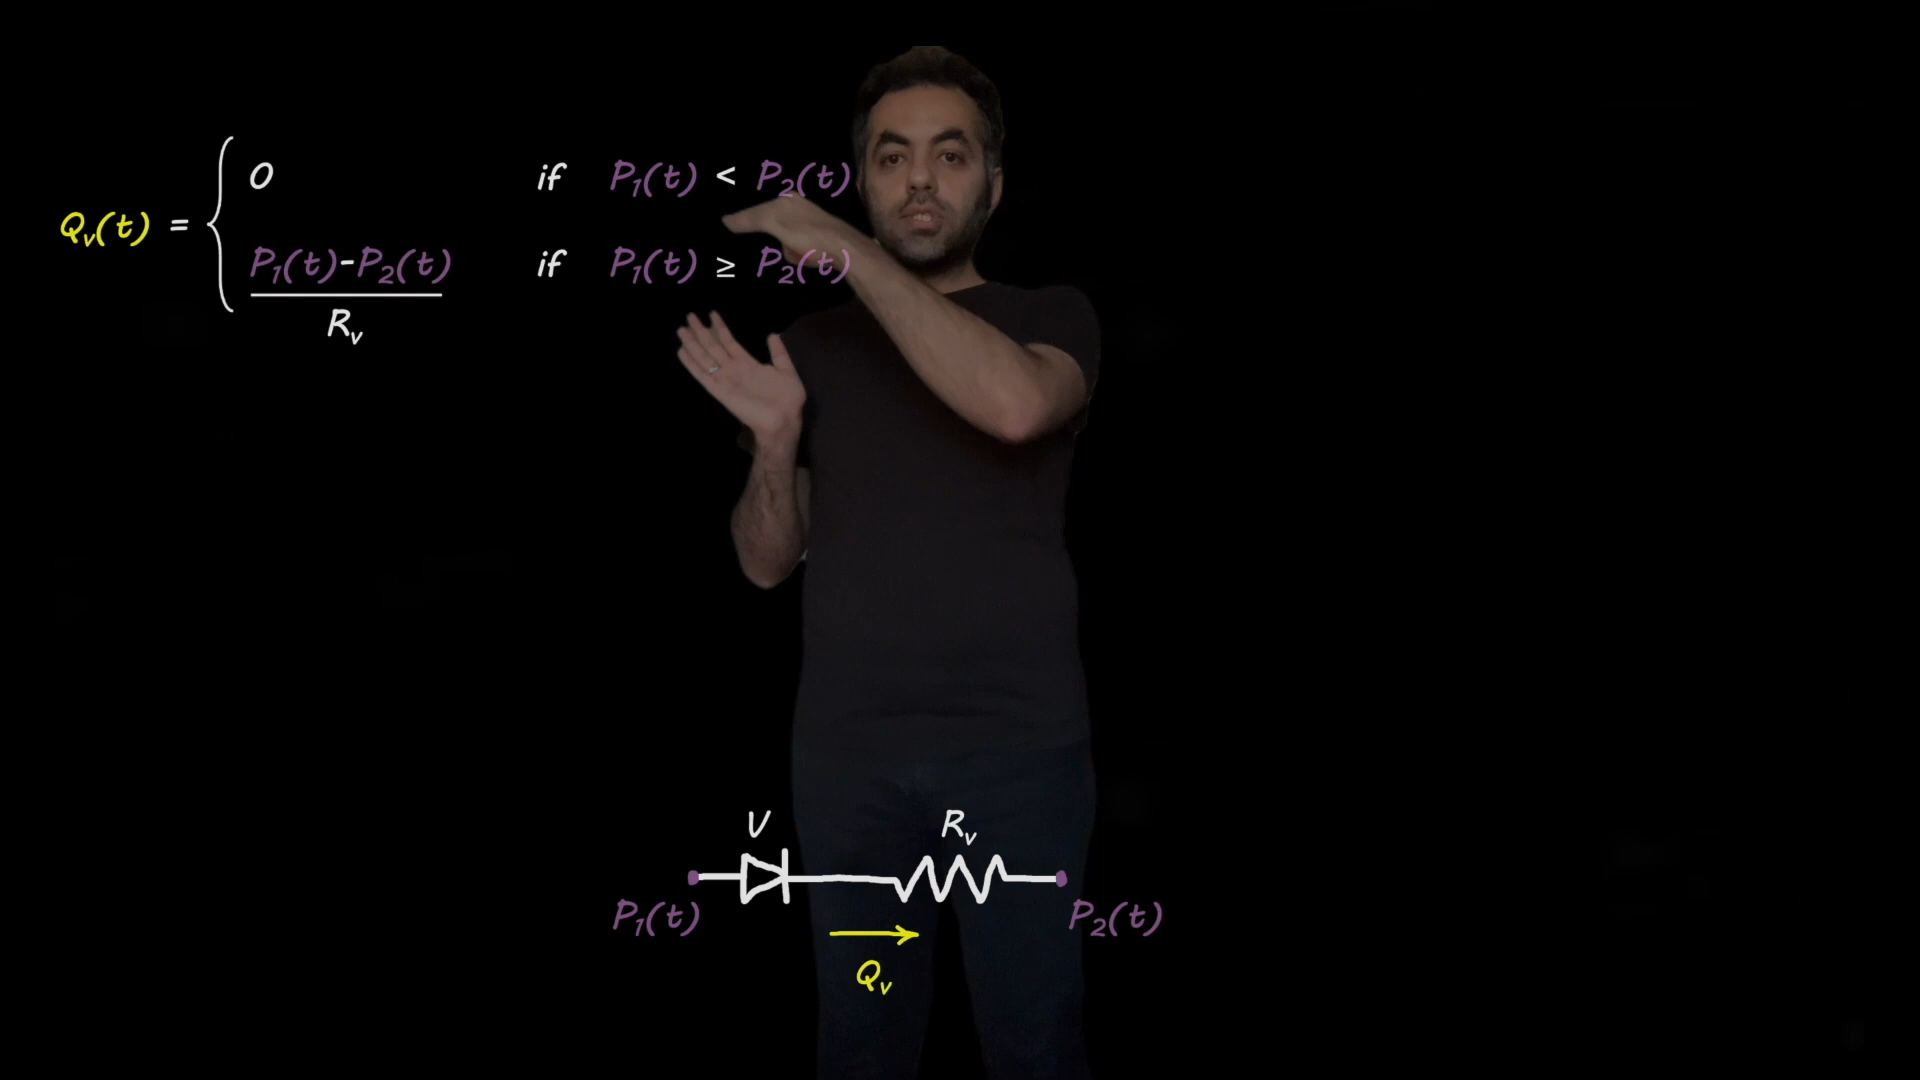 0 if P₁(t) < P₂(t)
Qᵥ(t) =
P₁(t)-P₂(t) if P₁(t) ≥ P₂(t)
Rᵥ
V Rᵥ
P₁(t) P₂(t)
Qᵥ